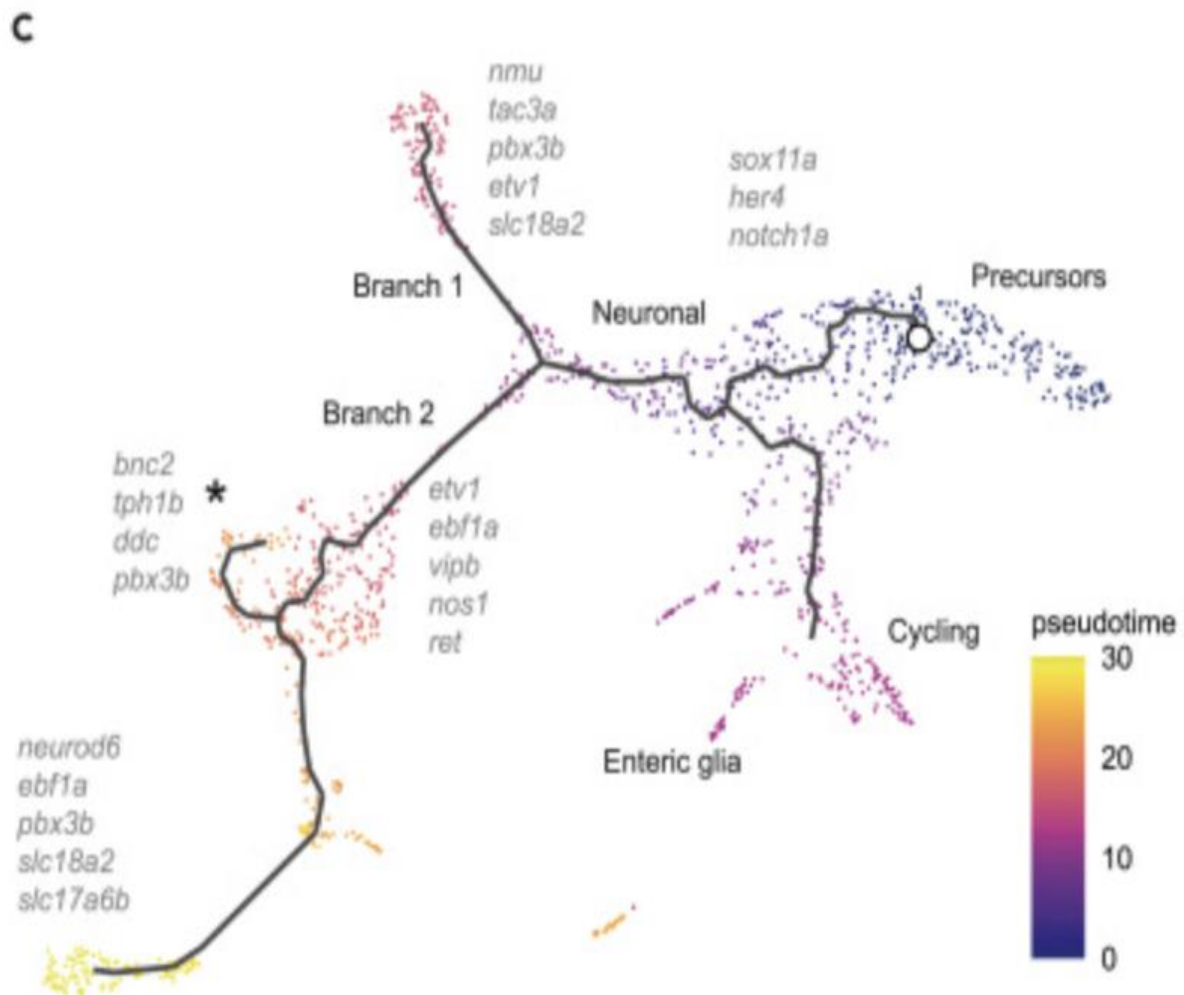 C
nmu
tac3a
pbx3b
etv1
slc18a2
sox11a
her4
notch1a
Precursors
1
Branch 1
Neuronal
Branch 2
bnc2
tph1b *
ddc
pbx3b
etv1
ebf1a
vipb
nos1
ret
Cycling
pseudotime
30
20
10
0
Enteric glia
neurod6
ebf1a
pbx3b
slc18a2
slc17a6b